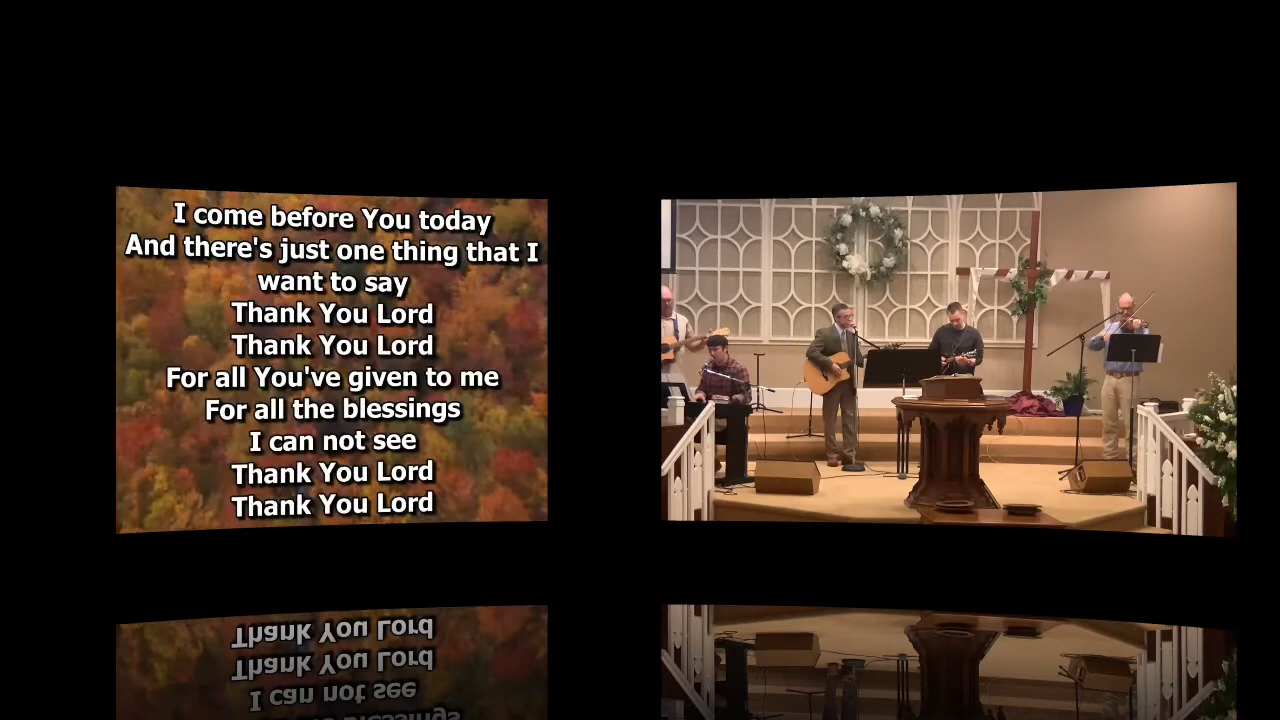 I come before You today
And there's just one thing that I
want to say
Thank You Lord
Thank You Lord
For all You've given to me
For all the blessings
I can not see
Thank You Lord
Thank You Lord